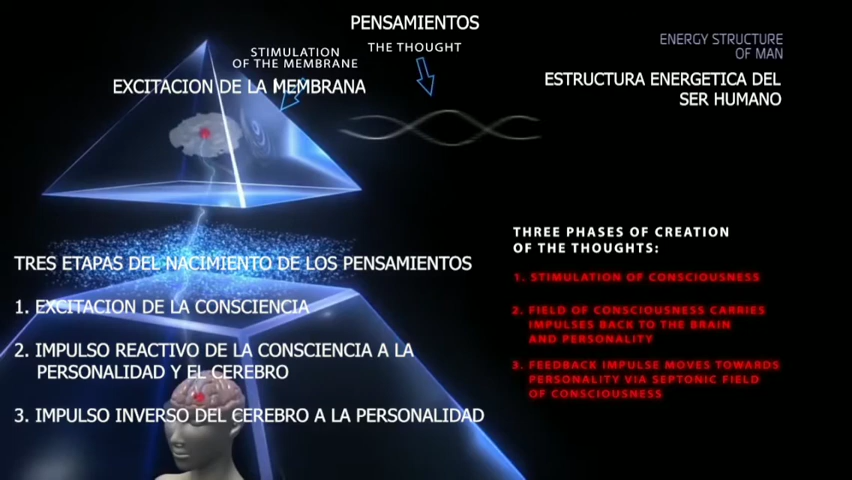 PENSAMIENTOS
THE THOUGHT
STIMULATION
OF THE MEMBRANE
EXCITACION DE LA MEMBRANA
ENERGY STRUCTURE
OF MAN
ESTRUCTURA ENERGETICA DEL
SER HUMANO
TRES ETAPAS DEL NACIMIENTO DE LOS PENSAMIENTOS
1. EXCITACION DE LA CONSCIENCIA
2. IMPULSO REACTIVO DE LA CONSCIENCIA A LA
PERSONALIDAD Y EL CEREBRO
3. IMPULSO INVERSO DEL CEREBRO A LA PERSONALIDAD
THREE PHASES OF CREATION
OF THE THOUGHTS:
1. STIMULATION OF CONSCIOUSNESS
2. FIELD OF CONSCIOUSNESS CARRIES
IMPULSES BACK TO THE BRAIN
AND PERSONALITY
3. FEEDBACK IMPULSE MOVES TOWARDS
PERSONALITY VIA SEPTONIC FIELD
OF CONSCIOUSNESS